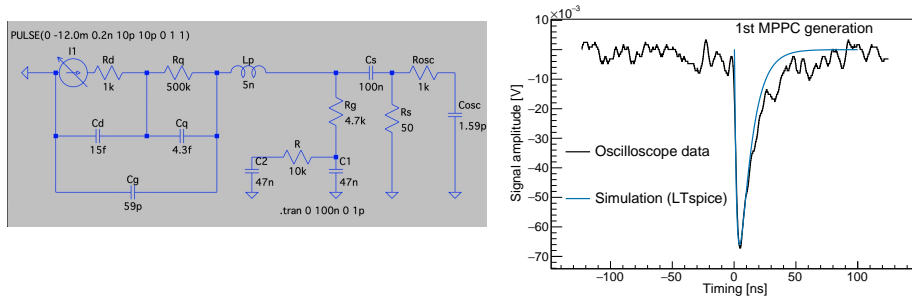 PULSE(0 -12.0m 0.2n 10p 10p 0 1 1)
I1
Rd
1k
Rq
500k
Lp
5n
Cs
100n
Rosc
1k
Cd
15f
Cq
4.3f
Rg
4.7k
Rs
50
Cosc
1.59p
C2
47n
R
10k
C1
47n
Cg
59p
.tran 0 100n 0 1p
×10⁻³
1st MPPC generation
10
0
−10
−20
−30
−40
−50
−60
−70
Signal amplitude [V]
Oscilloscope data
Simulation (LTspice)
−100
−50
0
50
100
Timing [ns]